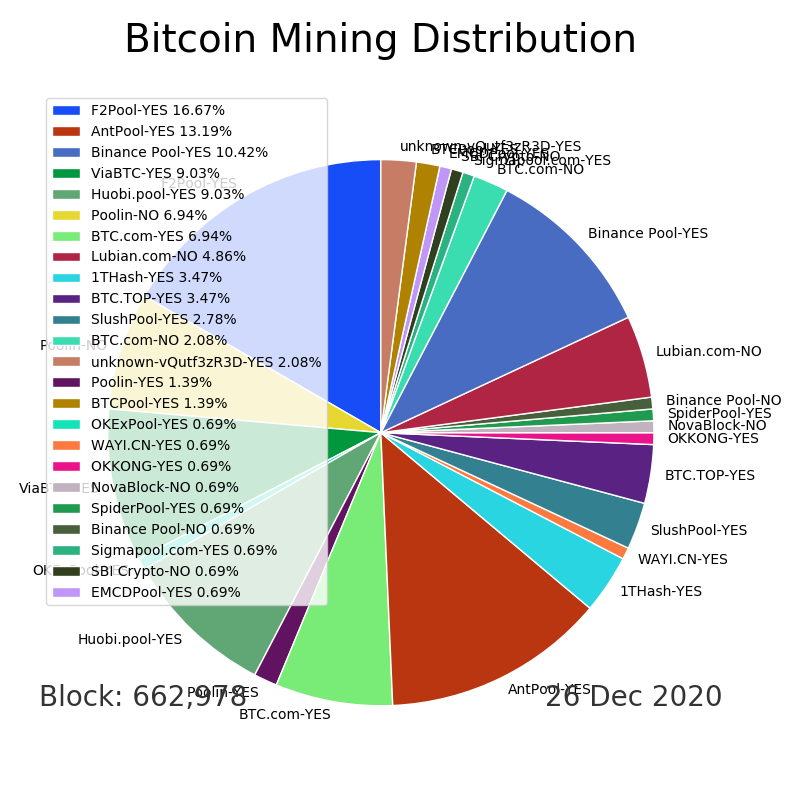 Bitcoin Mining Distribution
F2Pool-YES 16.67%
AntPool-YES 13.19%
Binance Pool-YES 10.42%
ViaBTC-YES 9.03%
Huobi.pool-YES 9.03%
Poolin-NO 6.94%
BTC.com-YES 6.94%
Lubian.com-NO 4.86%
1THash-YES 3.47%
BTC.TOP-YES 3.47%
SlushPool-YES 2.78%
BTC.com-NO 2.08%
unknown-vQutf3zR3D-YES 2.08%
Poolin-YES 1.39%
BTCPool-YES 1.39%
OKExPool-YES 0.69%
WAYI.CN-YES 0.69%
OKKONG-YES 0.69%
NovaBlock-NO 0.69%
SpiderPool-YES 0.69%
Binance Pool-NO 0.69%
Sigmapool.com-YES 0.69%
SBI Crypto-NO 0.69%
EMCDPool-YES 0.69%
unknown-vQutf3zR3D-YES
Sigmapool.com-YES
BTC.com-NO
F2Pool-YES
Binance Pool-YES
Poolin-NO
Lubian.com-NO
Binance Pool-NO
SpiderPool-YES
NovaBlock-NO
OKKONG-YES
BTC.TOP-YES
SlushPool-YES
WAYI.CN-YES
1THash-YES
Huobi.pool-YES
Poolin-YES
AntPool-YES
BTC.com-YES
Block: 662,978
26 Dec 2020